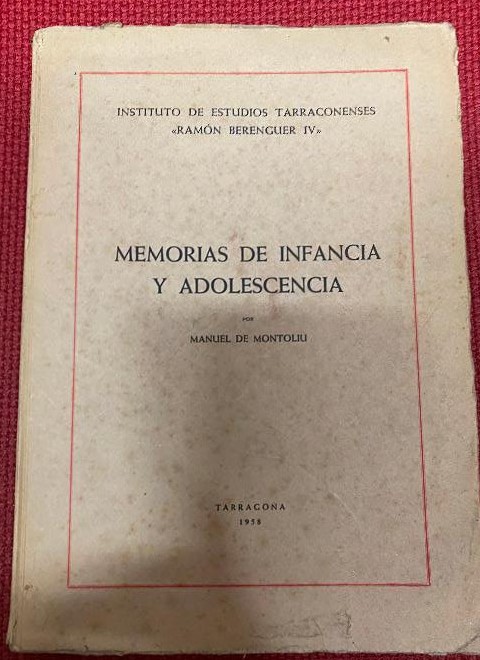 INSTITUTO DE ESTUDIOS TARRACONENSES
«RAMÓN BERENGUER IV»
MEMORIAS DE INFANCIA
Y ADOLESCENCIA
POR
MANUEL DE MONTOLIU
TARRAGONA
1958